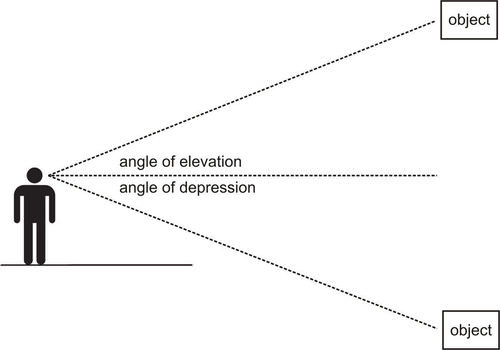 object
angle of elevation
angle of depression
object